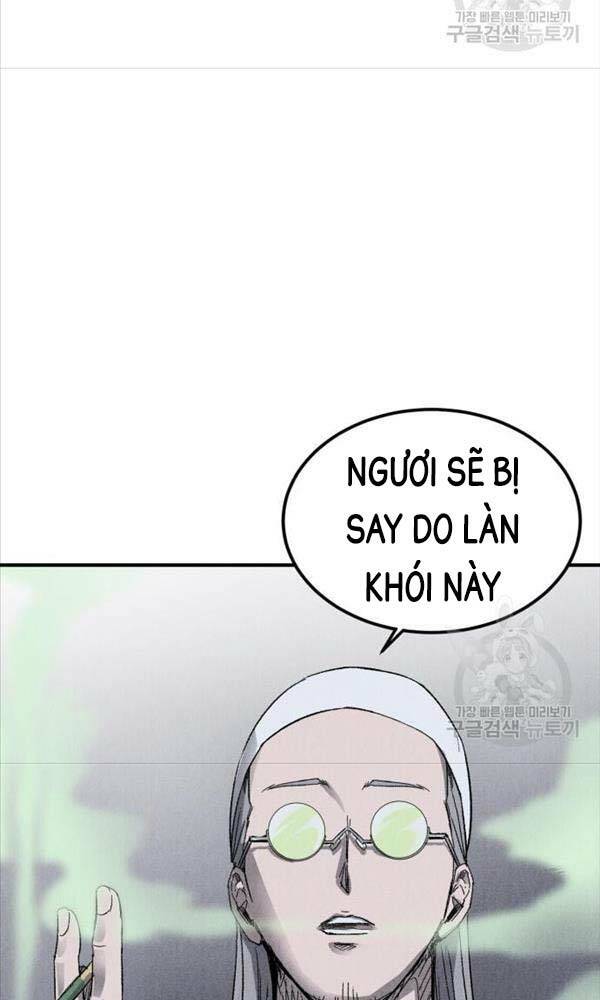 가장 빠른 웹툰 미리보기
구글검색 뉴토끼
NGƯƠI SẼ BỊ
SAY DO LÀN
KHÓI NÀY
가장 빠른 웹툰 미리보기
구글검색 뉴토끼